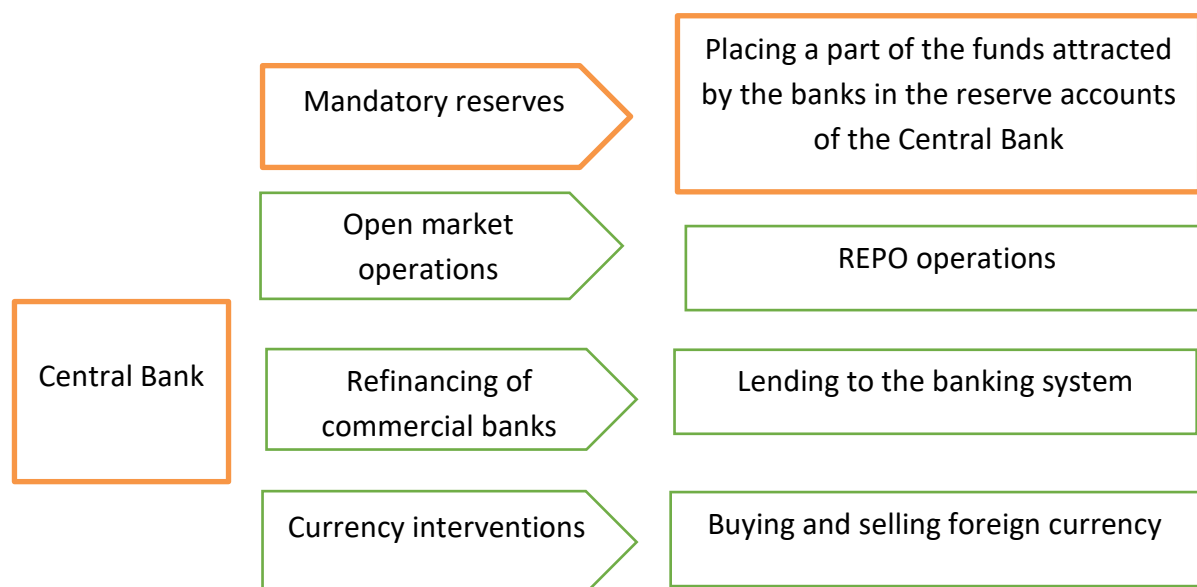 Central Bank
Mandatory reserves
Placing a part of the funds attracted
by the banks in the reserve accounts
of the Central Bank
Open market
operations
REPO operations
Refinancing of
commercial banks
Lending to the banking system
Currency interventions
Buying and selling foreign currency